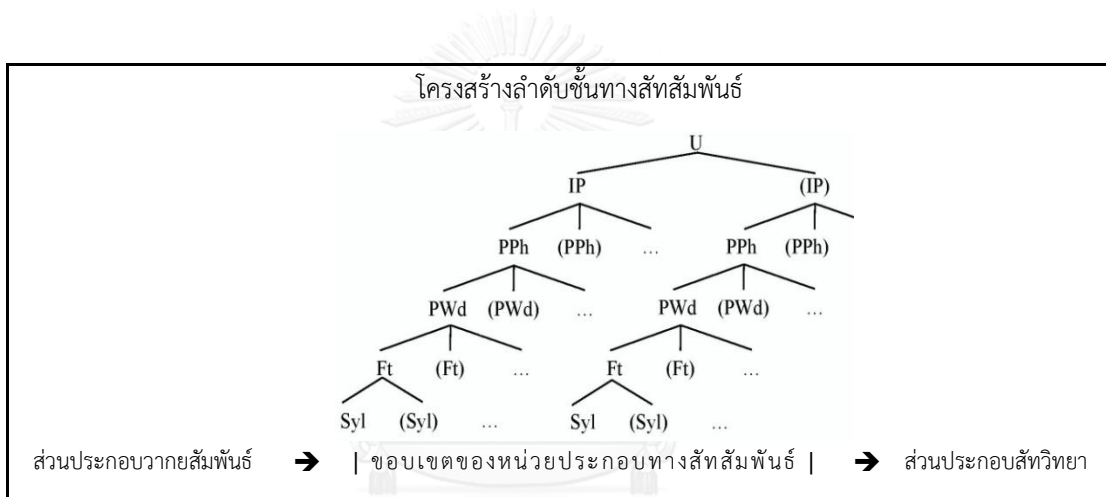 โครงสร้างลำดับชั้นทางสัทสัมพันธ์
U
IP (IP)
PPh (PPh) ... PPh (PPh)
PWd (PWd) ... PWd (PWd) ...
Ft (Ft) ... Ft (Ft) ...
Syl (Syl) ... Syl (Syl) ...
ส่วนประกอบวากยสัมพันธ์ ➔ | ขอบเขตของหน่วยประกอบทางสัทสัมพันธ์ | ➔ ส่วนประกอบสัทวิทยา